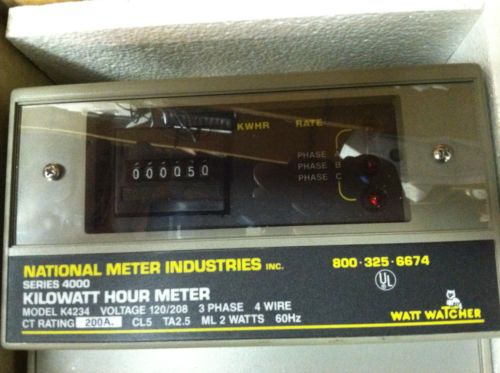 KWHR RATE
PHASE A
PHASE B
PHASE C
000050
NATIONAL METER INDUSTRIES INC.
800·325·6674
SERIES 4000
KILOWATT HOUR METER
UL
MODEL K4234 VOLTAGE 120/208 3 PHASE 4 WIRE
CT RATING 200A. CL5 TA2.5 ML 2 WATTS 60Hz
WATT WATCHER